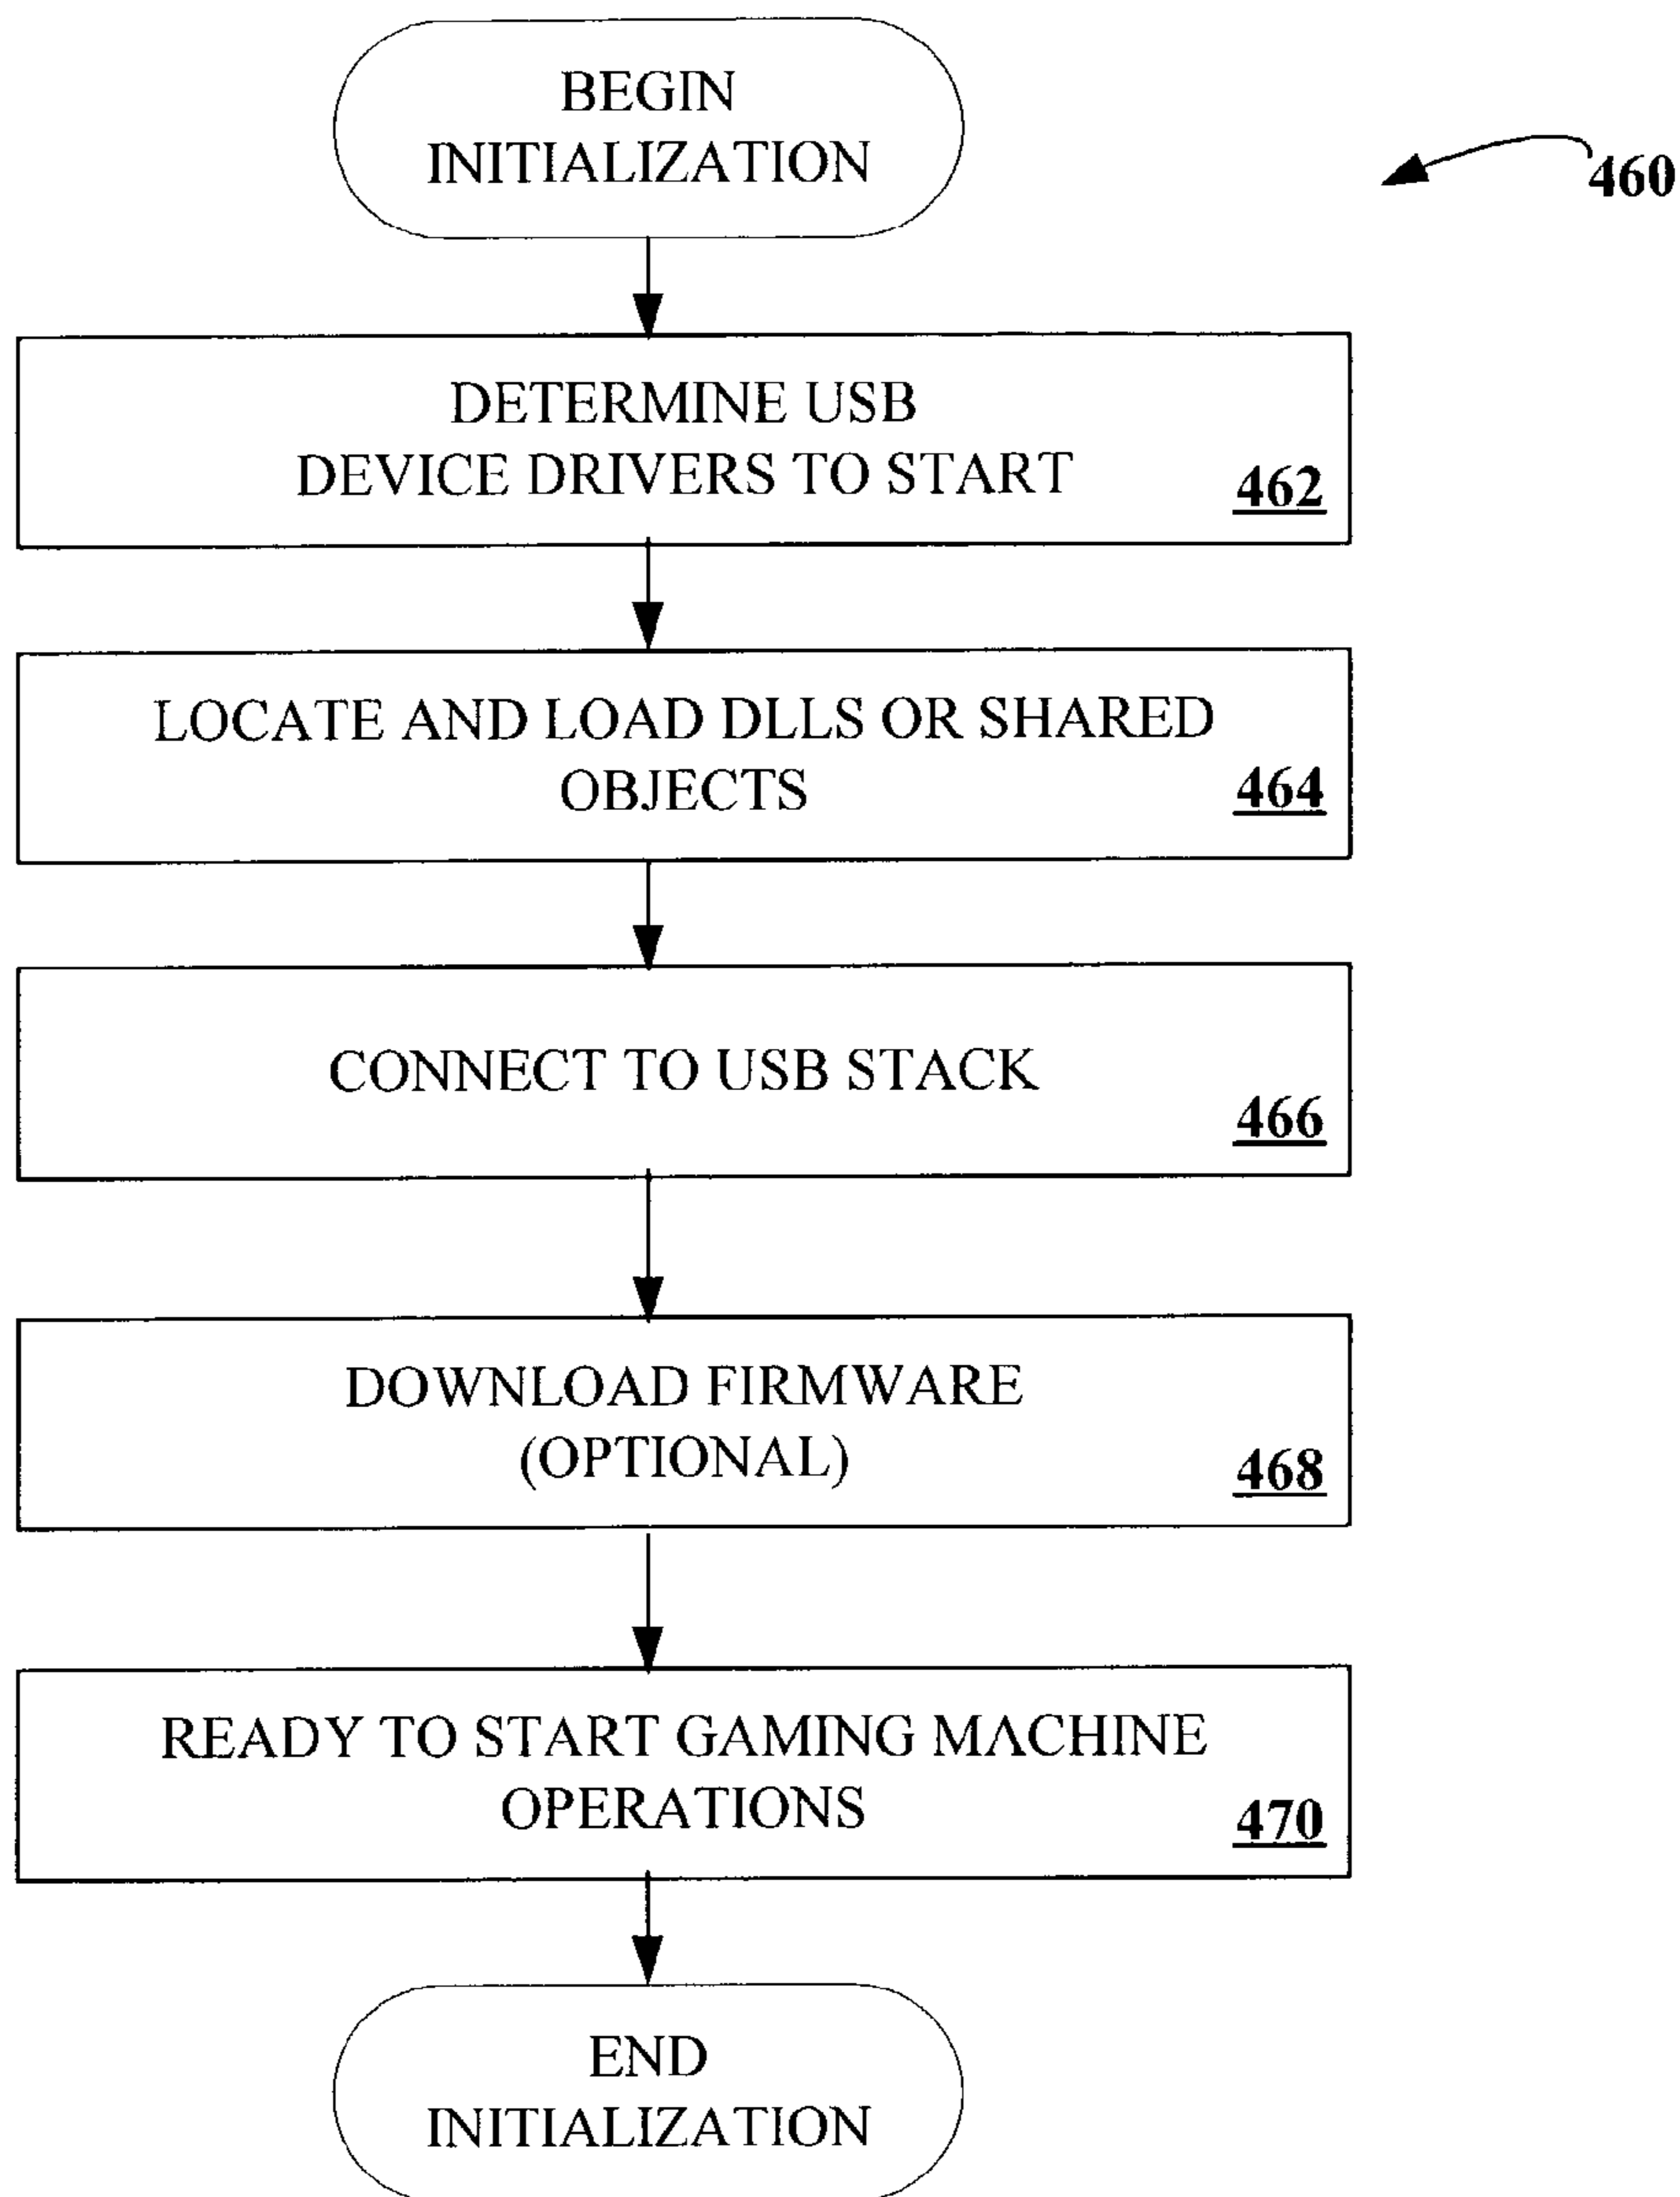 BEGIN
INITIALIZATION
460
DETERMINE USB
DEVICE DRIVERS TO START
462
LOCATE AND LOAD DLLS OR SHARED
OBJECTS
464
CONNECT TO USB STACK
466
DOWNLOAD FIRMWARE
(OPTIONAL)
468
READY TO START GAMING MACHINE
OPERATIONS
470
END
INITIALIZATION